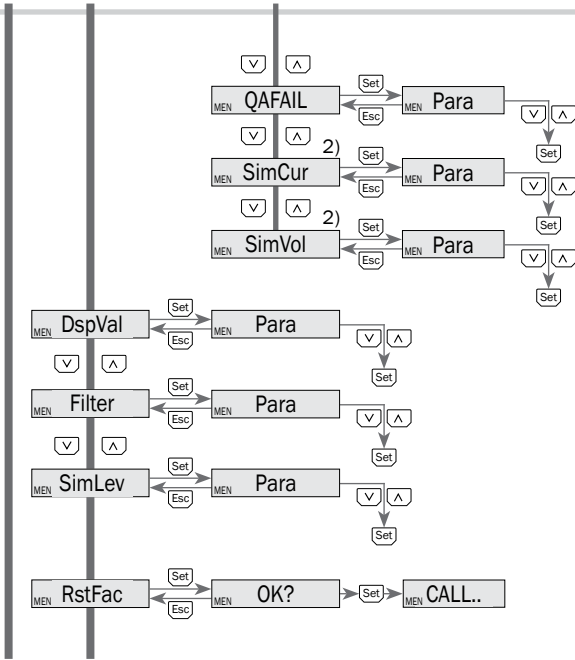 Set
MEN QAFAIL MEN Para
Esc
Set
2) Set
MEN SimCur MEN Para
Esc
Set
2) Set
MEN SimVol MEN Para
Esc
Set
Set
MEN DspVal MEN Para
Esc
Set
Set
MEN Filter MEN Para
Esc
Set
Set
MEN SimLev MEN Para
Esc
Set
Set
MEN RstFac MEN OK? Set MEN CALL..
Esc